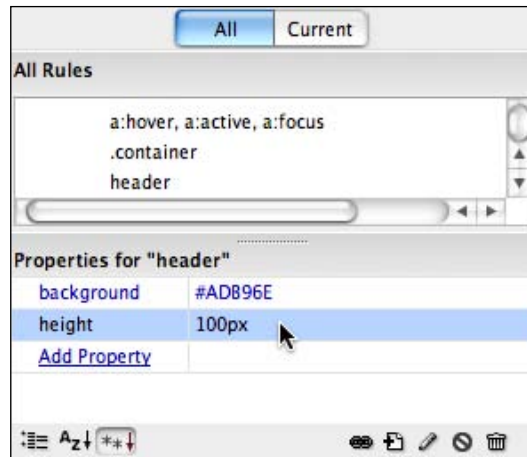 All Current
All Rules
a:hover, a:active, a:focus
.container
header
Properties for "header"
background #ADB96E
height 100px
Add Property